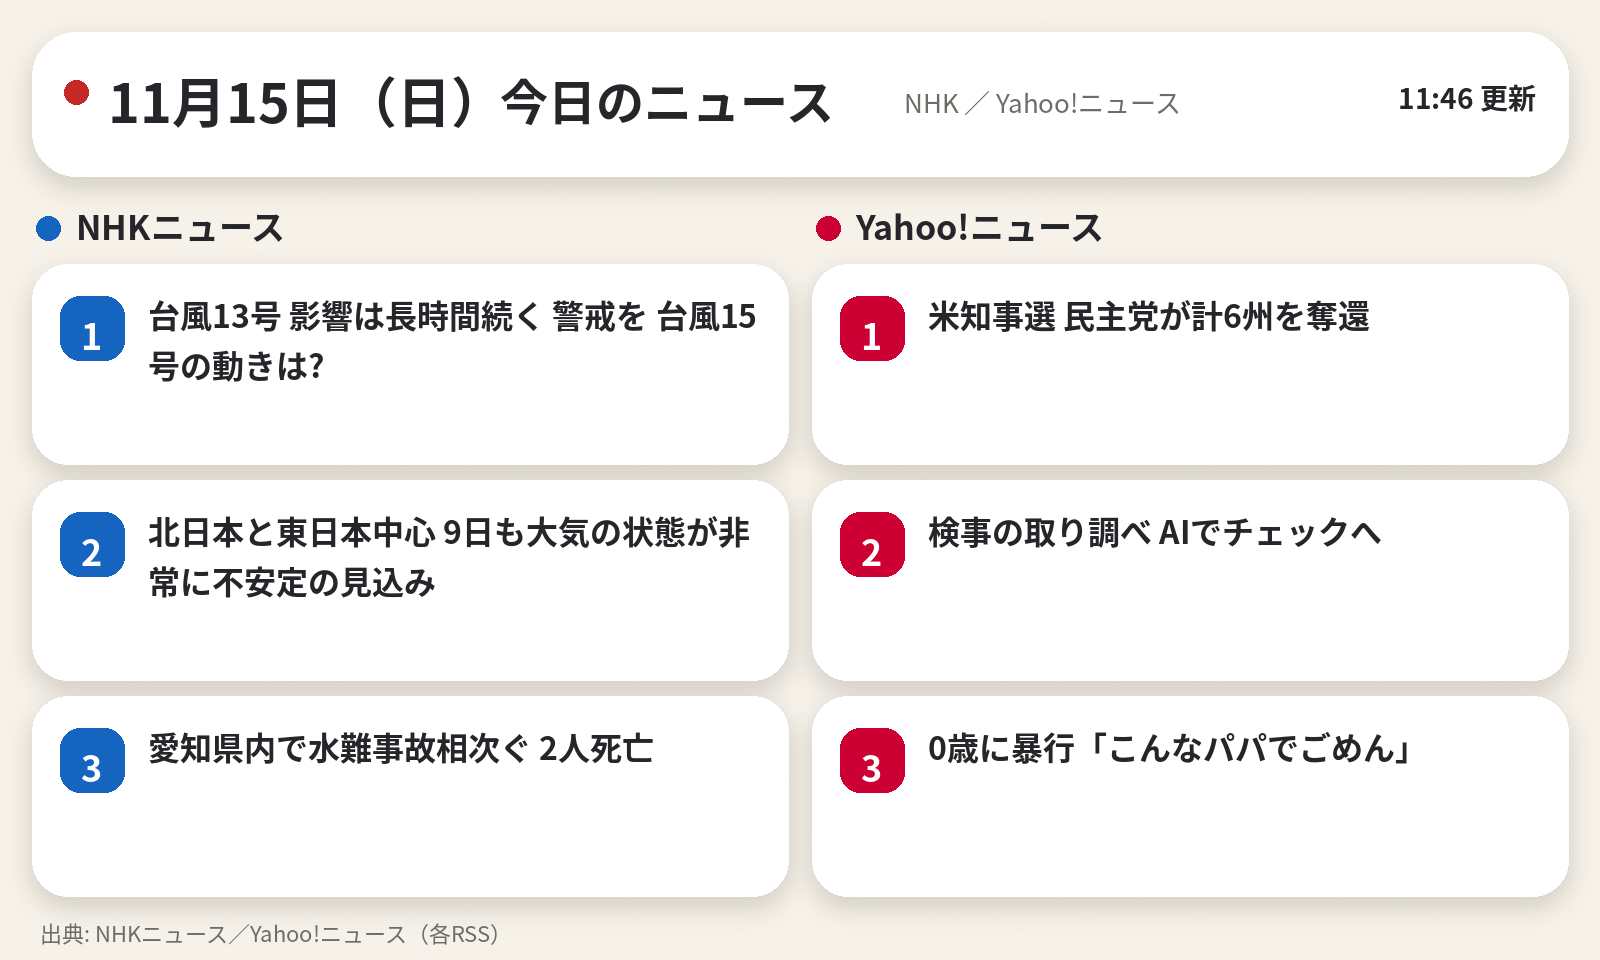 11月15日（日）今日のニュース
NHK ／ Yahoo!ニュース
11:46 更新
NHKニュース
1
台風13号 影響は長時間続く 警戒を 台風15
号の動きは?
2
北日本と東日本中心 9日も大気の状態が非
常に不安定の見込み
3
愛知県内で水難事故相次ぐ 2人死亡
Yahoo!ニュース
1
米知事選 民主党が計6州を奪還
2
検事の取り調べ AIでチェックへ
3
0歳に暴行「こんなパパでごめん」
出典: NHKニュース／Yahoo!ニュース（各RSS）